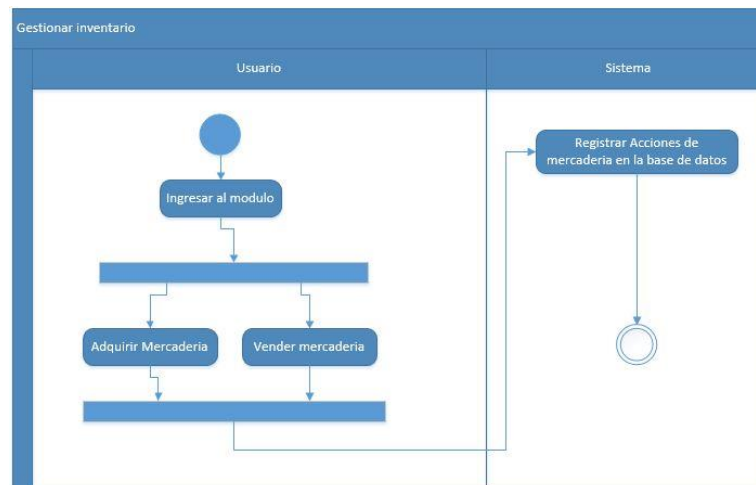 Gestionar inventario
Usuario
Sistema
Ingresar al modulo
Adquirir Mercaderia
Vender mercaderia
Registrar Acciones de
mercaderia en la base de datos